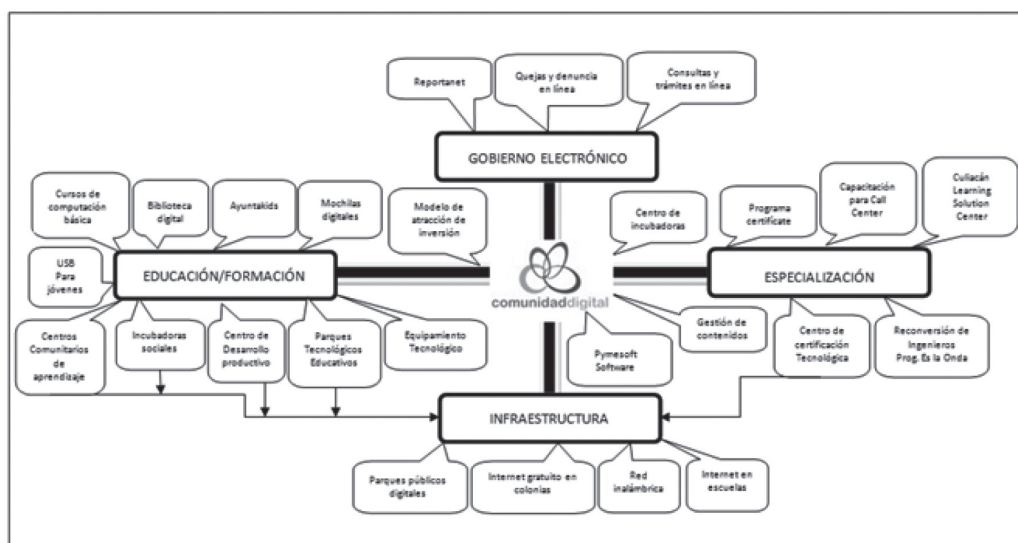 Reportanet
Quejas y denuncia
en línea
Consultas y
trámites en línea
GOBIERNO ELECTRÓNICO
Cursos de
computación
básica
Biblioteca
digital
Ayuntakids
Mochilas
digitales
Modelo de
atracción de
inversión
Centro de
incubadoras
Programa
certifícate
Capacitación
para Call
Center
Culiacán
Learning
Solution
Center
USB
Para
jóvenes
EDUCACIÓN/FORMACIÓN
comunidaddigital
ESPECIALIZACIÓN
Centros
Comunitarios
de
aprendizaje
Incubadoras
sociales
Centro de
Desarrollo
productivo
Parques
Tecnológicos
Educativos
Equipamiento
Tecnológico
Pymesoft
Software
Gestión de
contenidos
Centro de
certificación
Tecnológica
Reconversión de
Ingenieros
Prog. Es la Onda
INFRAESTRUCTURA
Parques públicos
digitales
Internet gratuito en
colonias
Red
inalámbrica
Internet en
escuelas